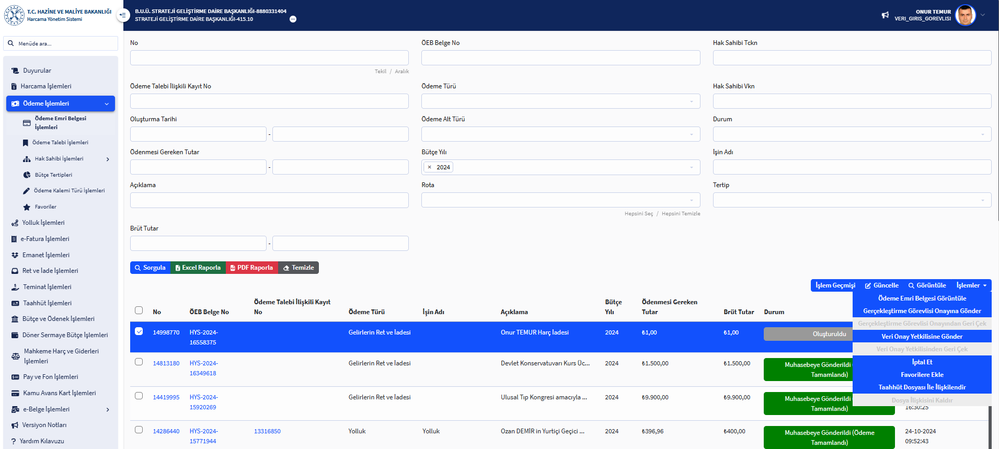 T.C. HAZİNE VE MALİYE BAKANLIĞI
Harcama Yönetim Sistemi
B.U.Ü. STRATEJİ GELİŞTİRME DAİRE BAŞKANLIĞI-8880331404
STRATEJİ GELİŞTİRME DAİRE BAŞKANLIĞI-415.10
ONUR TEMUR
VERI_GIRIS_GOREVLISI
Menüde ara...
Duyurular
Harcama İşlemleri
Ödeme İşlemleri
Ödeme Emri Belgesi
İşlemleri
Ödeme Talebi İşlemleri
Hak Sahibi İşlemleri
Bütçe Tertipleri
Ödeme Kalemi Türü İşlemleri
Favoriler
Yolluk İşlemleri
e-Fatura İşlemleri
Emanet İşlemleri
Ret ve İade İşlemleri
Teminat İşlemleri
Taahhüt İşlemleri
Bütçe ve Ödenek İşlemleri
Döner Sermaye Bütçe İşlemleri
Mahkeme Harç ve Giderleri
İşlemleri
Pay ve Fon İşlemleri
Kamu Avans Kart İşlemleri
e-Belge İşlemleri
Versiyon Notları
Yardım Kılavuzu
No
ÖEB Belge No
Hak Sahibi Tckn
Tekil / Aralık
Ödeme Talebi İlişkili Kayıt No
Ödeme Türü
Hak Sahibi Vkn
Oluşturma Tarihi
Ödeme Alt Türü
Durum
-
Ödenmesi Gereken Tutar
Bütçe Yılı
İşin Adı
-
× 2024
Açıklama
Rota
Tertip
Hepsini Seç / Hepsini Temizle
Brüt Tutar
-
Sorgula Excel Raporla PDF Raporla Temizle
İşlem Geçmişi Güncelle Görüntüle İşlemler
Ödeme Emri Belgesi Görüntüle
Gerçekleştirme Görevlisi Onayına Gönder
Gerçekleştirme Görevlisi Onayından Geri Çek
Veri Onay Yetkilisine Gönder
Veri Onay Yetkilisinden Geri Çek
İptal Et
Favorilere Ekle
Taahhüt Dosyası İle İlişkilendir
Dosya İlişkisini Kaldır
No ÖEB Belge No Ödeme Talebi İlişkili Kayıt No Ödeme Türü İşin Adı Açıklama Bütçe Yılı Ödenmesi Gereken Tutar Brüt Tutar Durum
14998770 HYS-2024-16558375 Gelirlerin Ret ve İadesi Onur TEMUR Harç İadesi 2024 ₺1,00 ₺1,00 Oluşturuldu
14813180 HYS-2024-16349618 Gelirlerin Ret ve İadesi Devlet Konservatuvarı Kurs Üc... 2024 ₺1.500,00 ₺1.500,00 Muhasebeye Gönderildi Tamamlandı)
14419995 HYS-2024-15920269 Gelirlerin Ret ve İadesi Ulusal Tıp Kongresi amacıyla ... 2024 ₺9.900,00 ₺9.900,00 Muhasebeye Gönderildi Tamamlandı) 16:30:25
14286440 HYS-2024-15771944 13316850 Yolluk Yolluk Ozan DEMİR in Yurtiçi Geçici ... 2024 ₺396,96 ₺400,00 Muhasebeye Gönderildi (Ödeme Tamamlandı) 24-10-2024 09:52:43